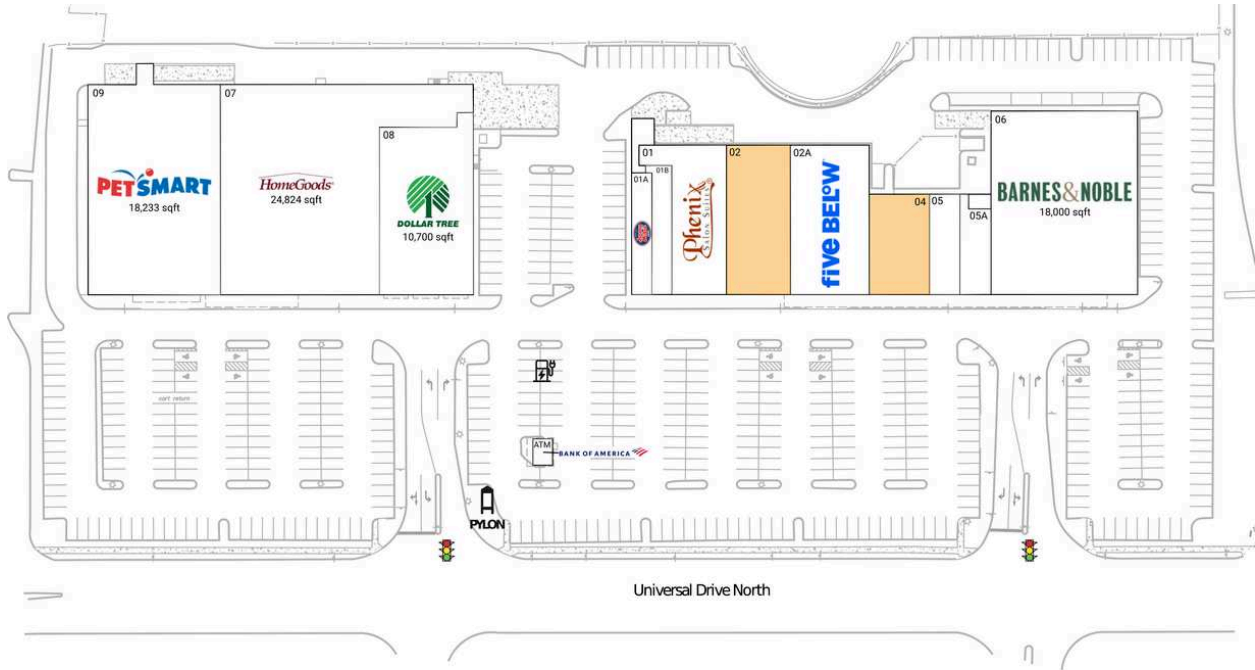 09
07
PETSMART
18,233 sqft
HomeGoods
24,824 sqft
08
DOLLAR TREE
10,700 sqft
01
01A
01B
Phenix
SALON SUITES
02
02A
five BEL°W
04
05
05A
06
BARNES&NOBLE
18,000 sqft
cart return
ATM
BANK OF AMERICA
PYLON
Universal Drive North